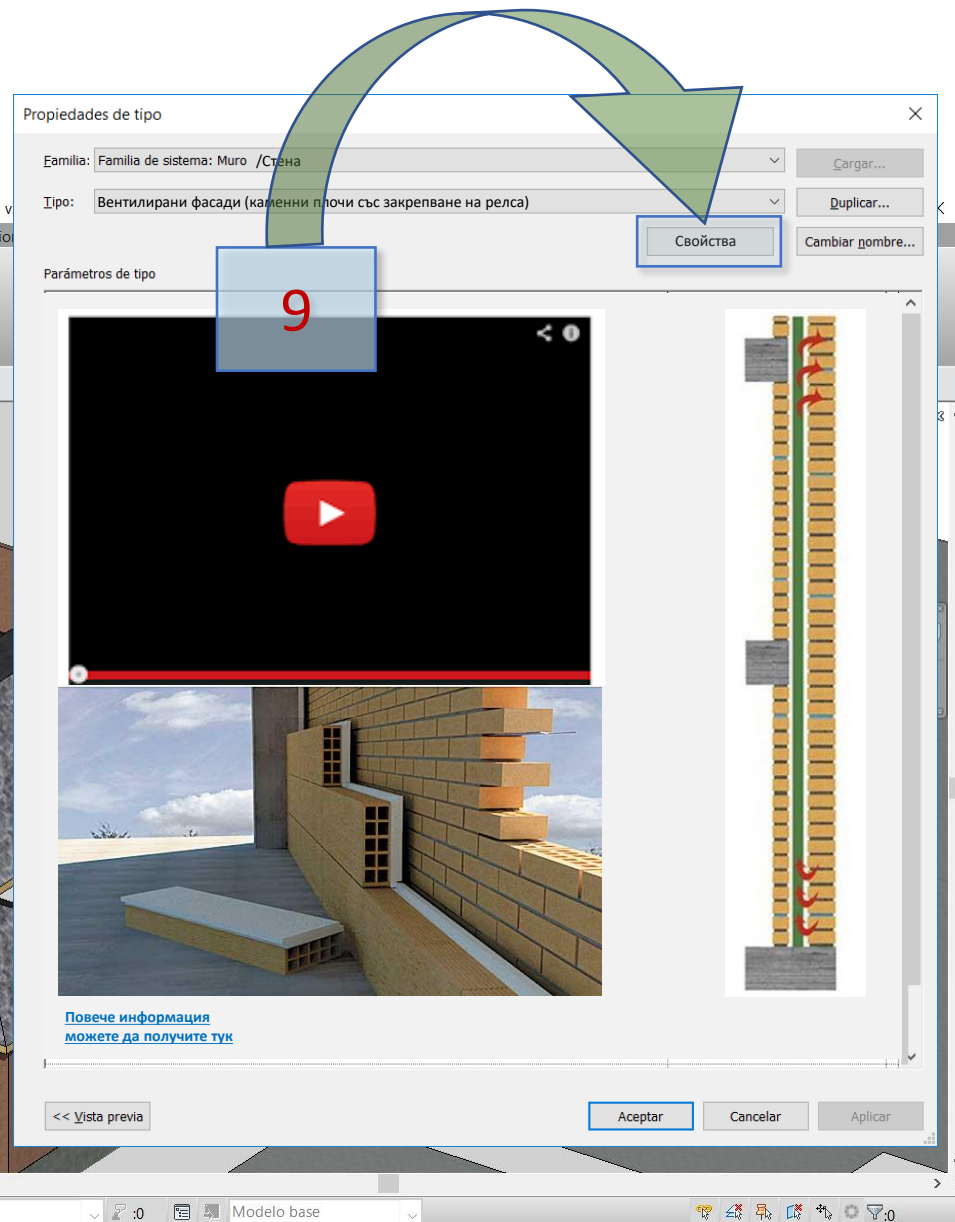 Propiedades de tipo
Familia: Familia de sistema: Muro /Стена
Cargar...
Tipo: Вентилирани фасади (каменни плочи със закрепване на релса)
Duplicar...
Свойства
Cambiar nombre...
Parámetros de tipo
9
Повече информация
можете да получите тук
<< Vista previa
Aceptar
Cancelar
Aplicar
:0
Modelo base
:0